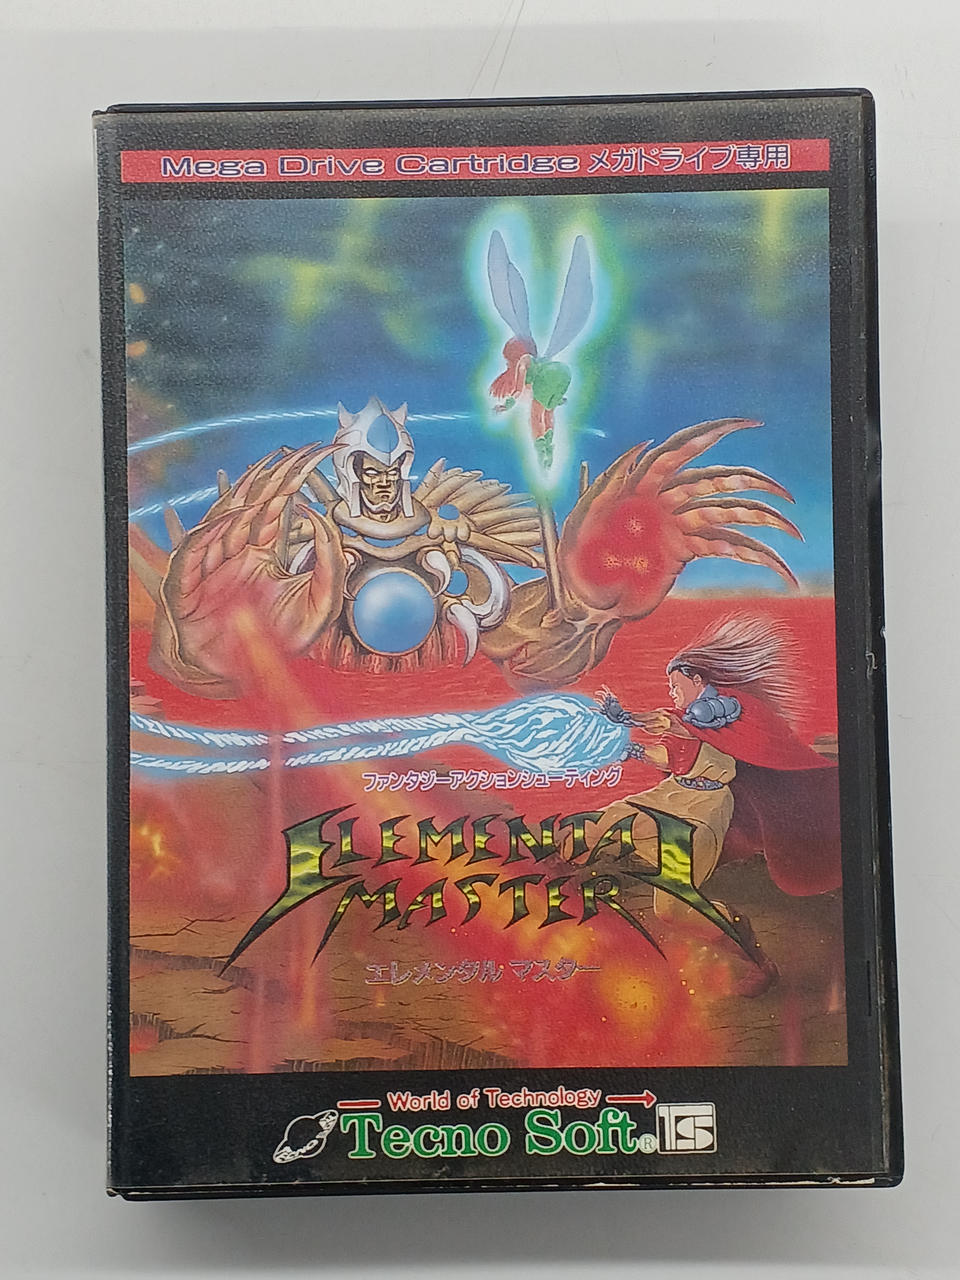 Mega Drive Cartridge メガドライブ専用
ファンタジーアクションシューティング
ELEMENTAL
MASTER
エレメンタル マスター
World of Technology
Tecno Soft® TS